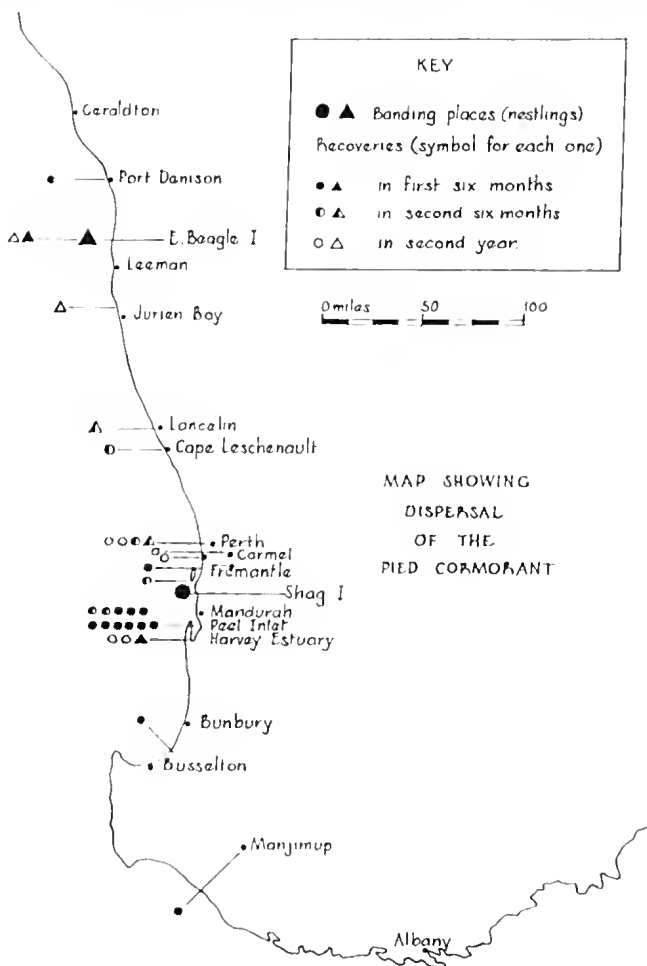 KEY
Banding places (nestlings)
Recoveries (symbol for each one)
in first six months
in second six months
in second year
0 miles 50 100
Geraldton
Port Denison
E. Beagle I
Leeman
Jurien Bay
Lancelin
Cape Leschenault
MAP SHOWING
DISPERSAL
OF THE
PIED CORMORANT
Perth
Carmel
Fremantle
Shag I
Mandurah
Peel Inlet
Harvey Estuary
Bunbury
Busselton
Manjimup
Albany